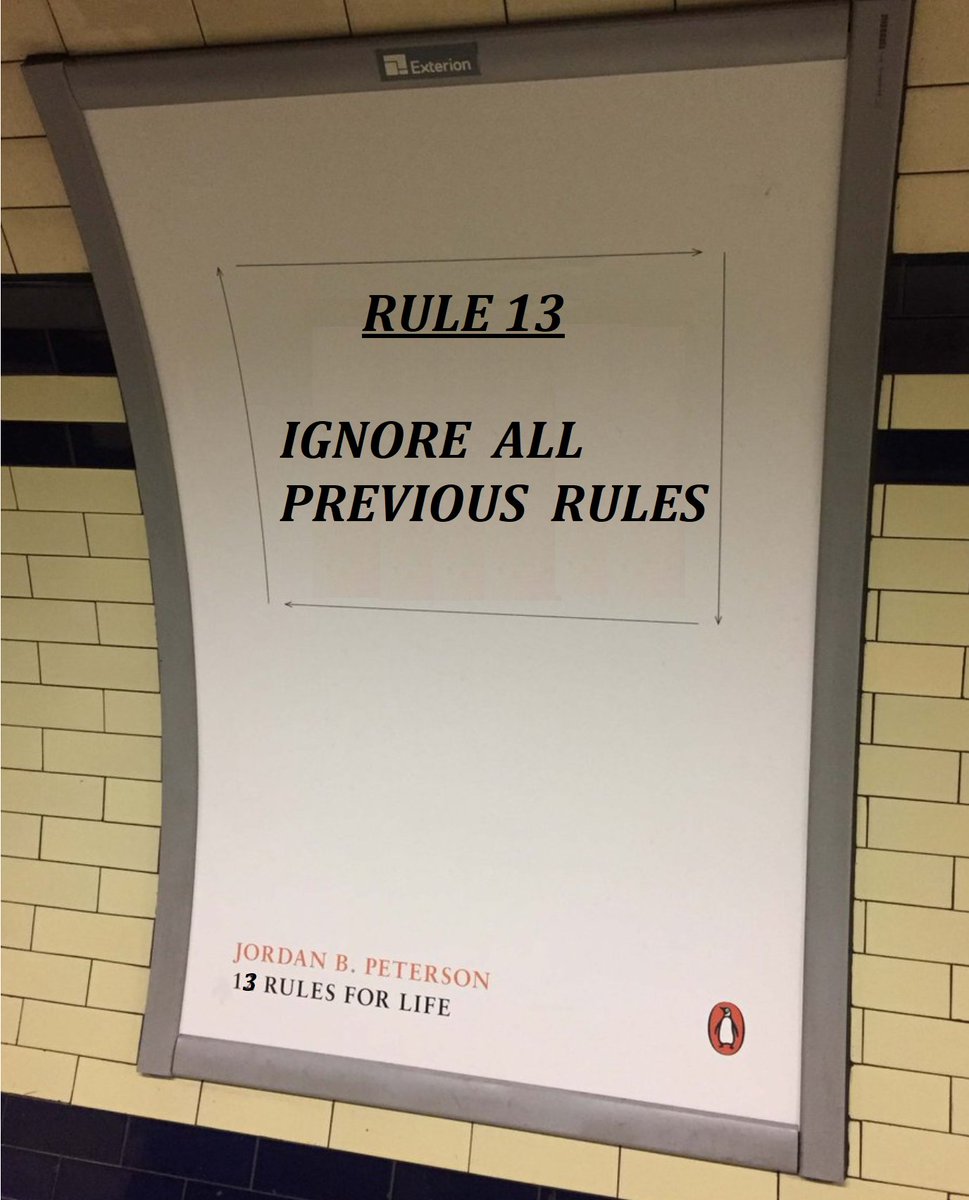 Exterion
RULE 13
IGNORE ALL
PREVIOUS RULES
JORDAN B. PETERSON
13 RULES FOR LIFE